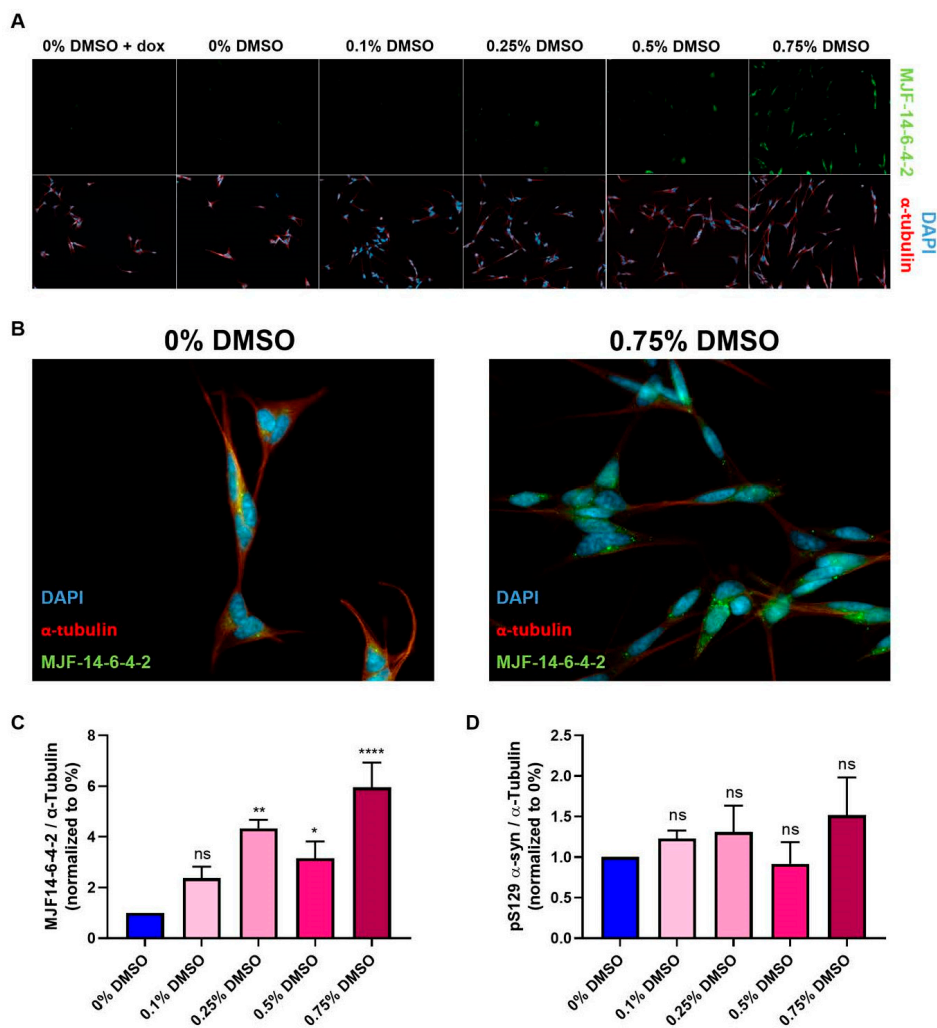 A
0% DMSO + dox
0% DMSO
0.1% DMSO
0.25% DMSO
0.5% DMSO
0.75% DMSO
MJF-14-6-4-2
DAPI
α-tubulin
B
0% DMSO
0.75% DMSO
DAPI
α-tubulin
MJF-14-6-4-2
DAPI
α-tubulin
MJF-14-6-4-2
C
MJF14-6-4-2 / α-Tubulin
(normalized to 0%)
8
6
4
2
0
ns
**
*
****
0% DMSO
0.1% DMSO
0.25% DMSO
0.5% DMSO
0.75% DMSO
D
pS129 α-syn / α-Tubulin
(normalized to 0%)
2.5
2.0
1.5
1.0
0.5
0.0
ns
ns
ns
ns
0% DMSO
0.1% DMSO
0.25% DMSO
0.5% DMSO
0.75% DMSO